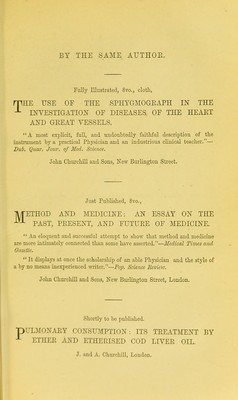 BY THE SAME AUTHOR.
Fully Illustrated, 8vo., cloth,
THE USE OF THE SPHYGMOGRAPH IN THE
INVESTIGATION OF DISEASES OF THE HEART
AND GREAT VESSELS.
"A most explicit, full, and undoubtedly faithful description of the
instrument by a practical Physician and an industrious clinical teacher."—
Dub. Quar. Jour. of Med. Science.
John Churchill and Sons, New Burlington Street.
Just Published, 8vo.,
METHOD AND MEDICINE: AN ESSAY ON THE
PAST, PRESENT, AND FUTURE OF MEDICINE.
"An eloquent and successful attempt to show that method and medicine
are more intimately connected than some have asserted."—Medical Times and
Gazette.
"It displays at once the scholarship of an able Physician and the style of
a by no means inexperienced writer."—Pop. Science Review.
John Churchill and Sons, New Burlington Street, London.
Shortly to be published.
PULMONARY CONSUMPTION: ITS TREATMENT BY
ETHER AND ETHERISED COD LIVER OIL.
J. and A. Churchill, London.